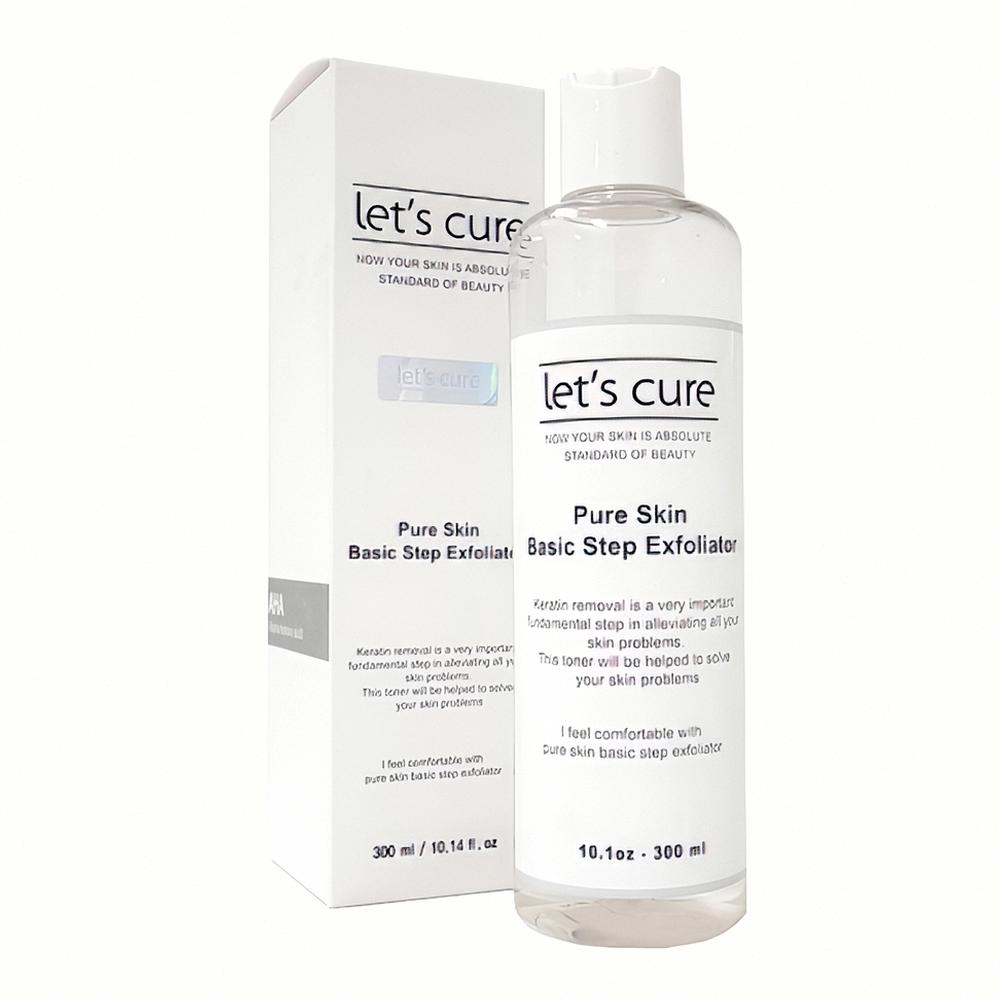 let's cure
NOW YOUR SKIN IS ABSOLU
STANDARD OF BEAUTY
let's cure
Pure Skin
Basic Step Exfoliato
AHA
Keratin removal is a very importan
fundamental step in alleviating all yo
skin problems.
This toner will be helped to solve
your skin problems
I feel comfortable with
pure skin basic step exfoliator
300 ml / 10.14 fl. oz
let's cure
NOW YOUR SKIN IS ABSOLUTE
STANDARD OF BEAUTY
Pure Skin
Basic Step Exfoliator
Keratin removal is a very important
fundamental step in alleviating all your
skin problems.
This toner will be helped to solve
your skin problems
I feel comfortable with
pure skin basic step exfoliator
10.1oz · 300 ml